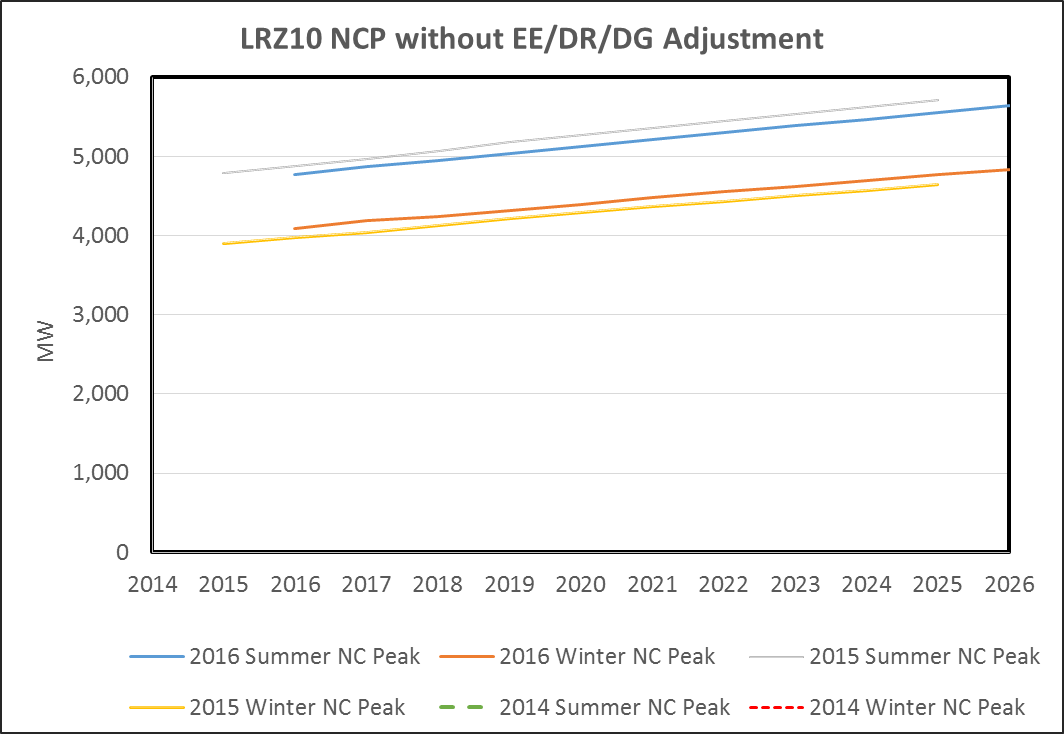 LRZ10 NCP without EE/DR/DG Adjustment
6,000
5,000
4,000
3,000
2,000
1,000
0
MW
2014 2015 2016 2017 2018 2019 2020 2021 2022 2023 2024 2025 2026
2016 Summer NC Peak 2016 Winter NC Peak 2015 Summer NC Peak
2015 Winter NC Peak 2014 Summer NC Peak 2014 Winter NC Peak